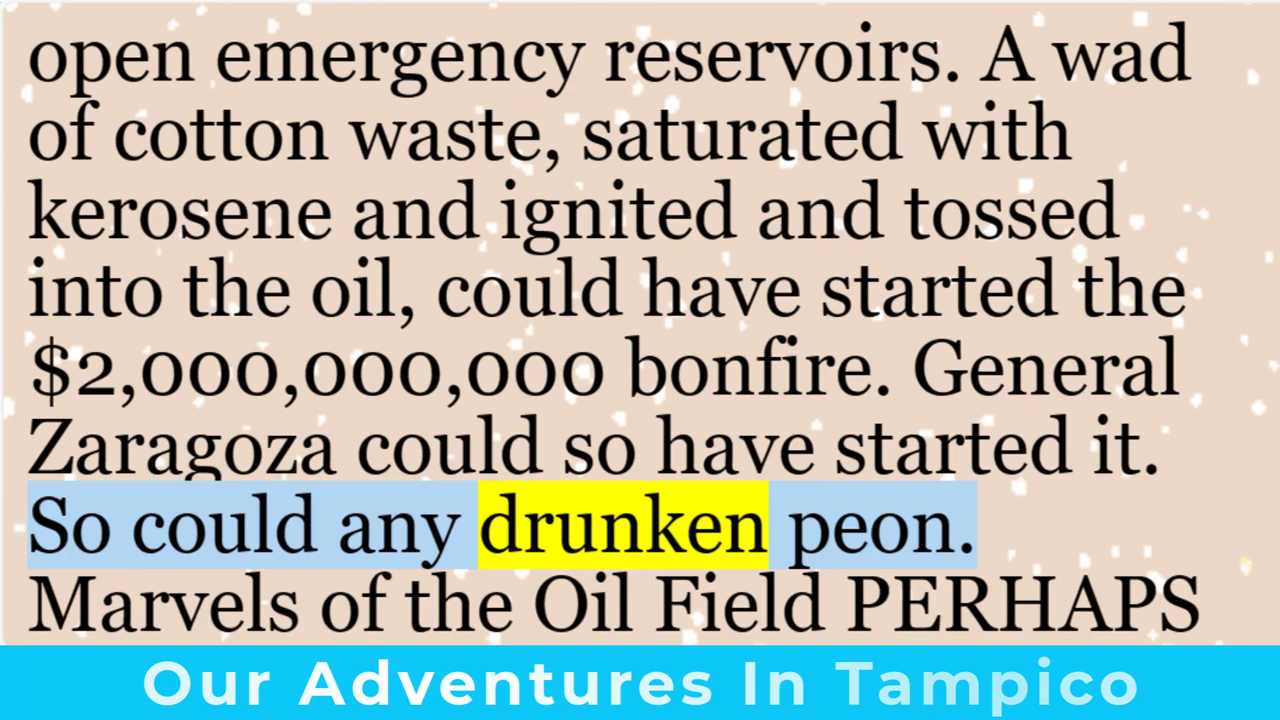 open emergency reservoirs. A wad
of cotton waste, saturated with
kerosene and ignited and tossed
into the oil, could have started the
$2,000,000,000 bonfire. General
Zaragoza could so have started it.
So could any drunken peon.
Marvels of the Oil Field PERHAPS
Our Adventures In Tampico